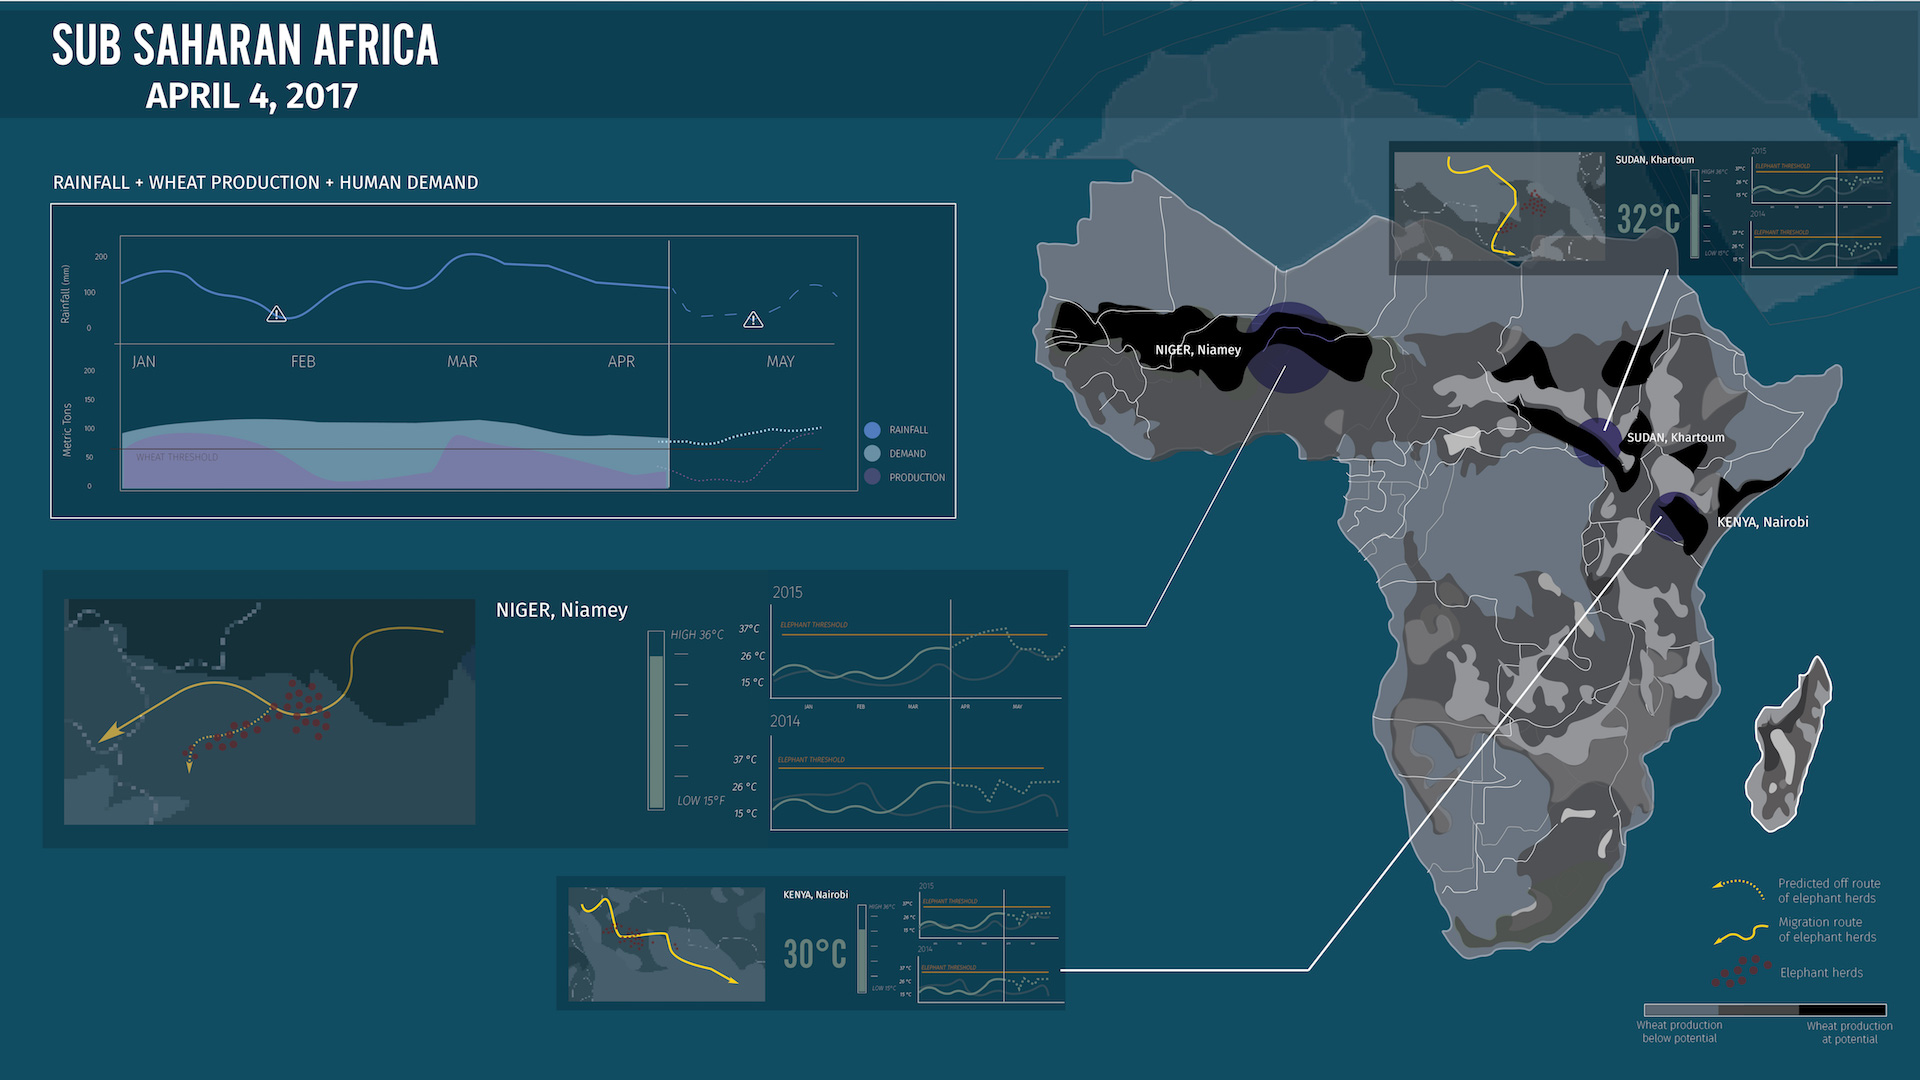 SUB SAHARAN AFRICA
APRIL 4, 2017
RAINFALL + WHEAT PRODUCTION + HUMAN DEMAND
Rainfall (mm)
200
100
0
JAN
FEB
MAR
APR
MAY
Metric Tons
200
150
100
50
0
WHEAT THRESHOLD
RAINFALL
DEMAND
PRODUCTION
SUDAN, Khartoum
32°C
HIGH 36°C
LOW 15°C
2015
ELEPHANT THRESHOLD
37°C
26 °C
15 °C
2014
ELEPHANT THRESHOLD
37 °C
26 °C
15 °C
NIGER, Niamey
SUDAN, Khartoum
KENYA, Nairobi
NIGER, Niamey
HIGH 36°C
LOW 15°F
2015
ELEPHANT THRESHOLD
37°C
26 °C
15 °C
JAN
FEB
MAR
APR
MAY
2014
ELEPHANT THRESHOLD
37 °C
26 °C
15 °C
KENYA, Nairobi
30°C
HIGH 36°C
LOW 15°C
2015
ELEPHANT THRESHOLD
37°C
26 °C
15 °C
2014
ELEPHANT THRESHOLD
37 °C
26 °C
15 °C
Predicted off route
of elephant herds
Migration route
of elephant herds
Elephant herds
Wheat production
below potential
Wheat production
at potential